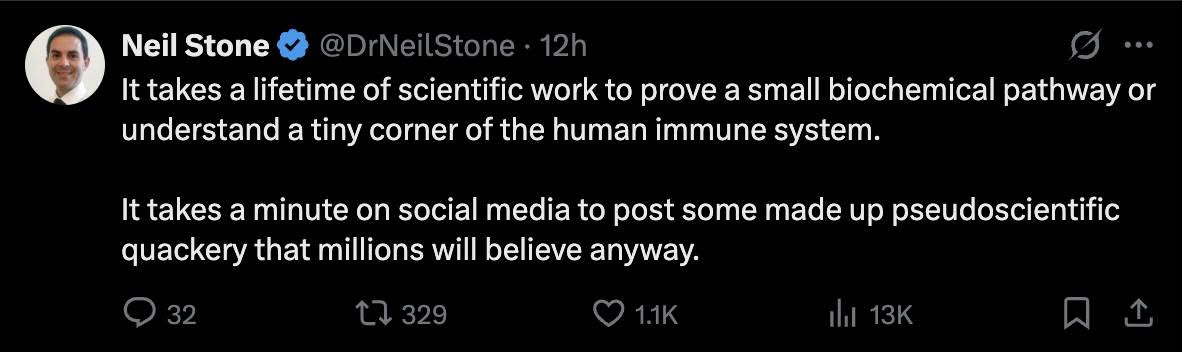 Neil Stone @DrNeilStone · 12h
It takes a lifetime of scientific work to prove a small biochemical pathway or
understand a tiny corner of the human immune system.
It takes a minute on social media to post some made up pseudoscientific
quackery that millions will believe anyway.
32 329 1.1K 13K